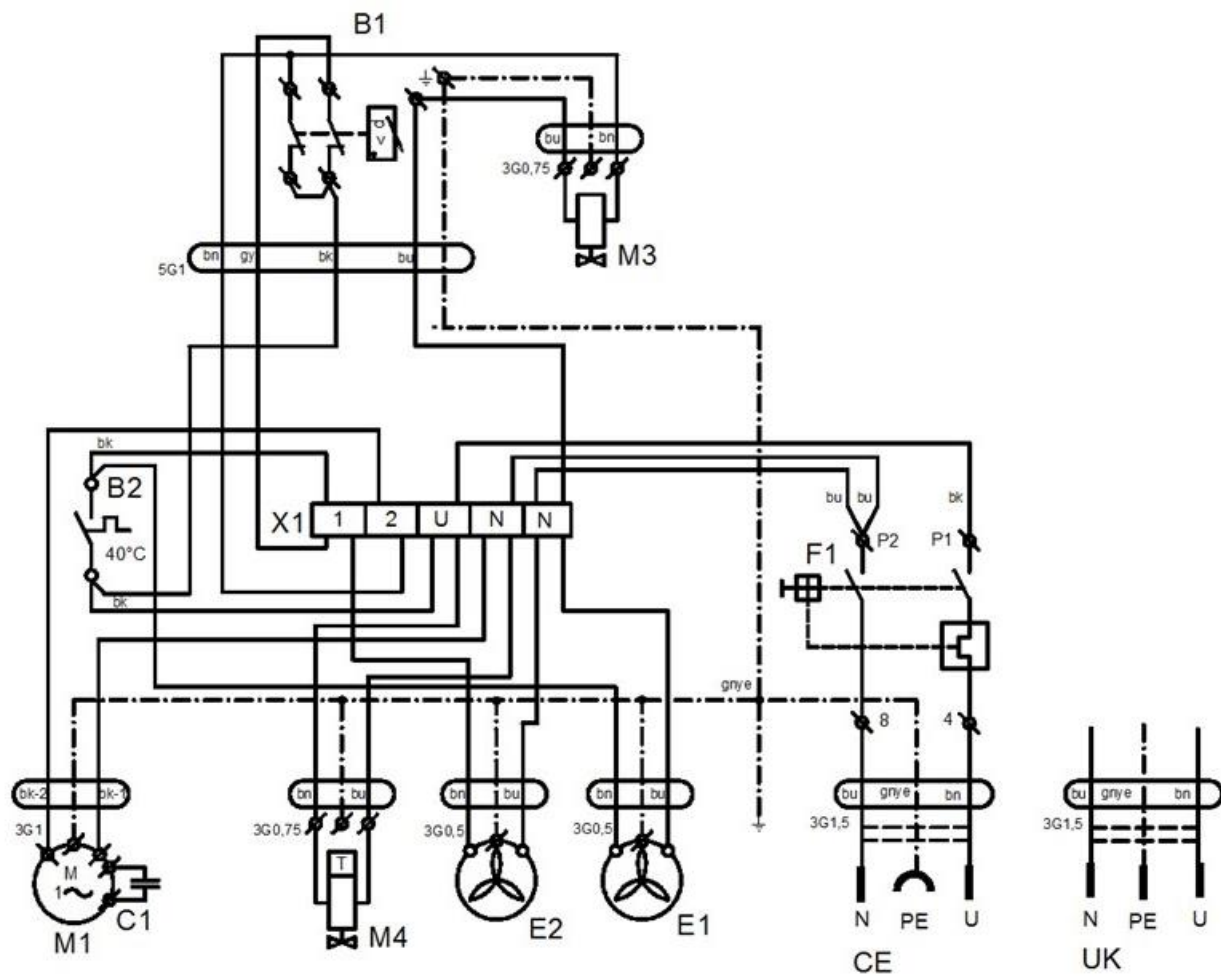 B1
p >
bu bn
3G0,75
M3
bn gy bk bu
5G1
bk
B2
40°C
bk
X1 1 2 U N N
bu bu bk
P2 P1
F1
gnye
8 4
bk-2 bk-1
3G1
M
1~
C1
M1
bn bu
3G0,75
T
M4
bn bu
3G0,5
E2
bn bu
3G0,5
E1
bu gnye bn
3G1,5
N PE U
CE
bu gnye bn
3G1,5
N PE U
UK